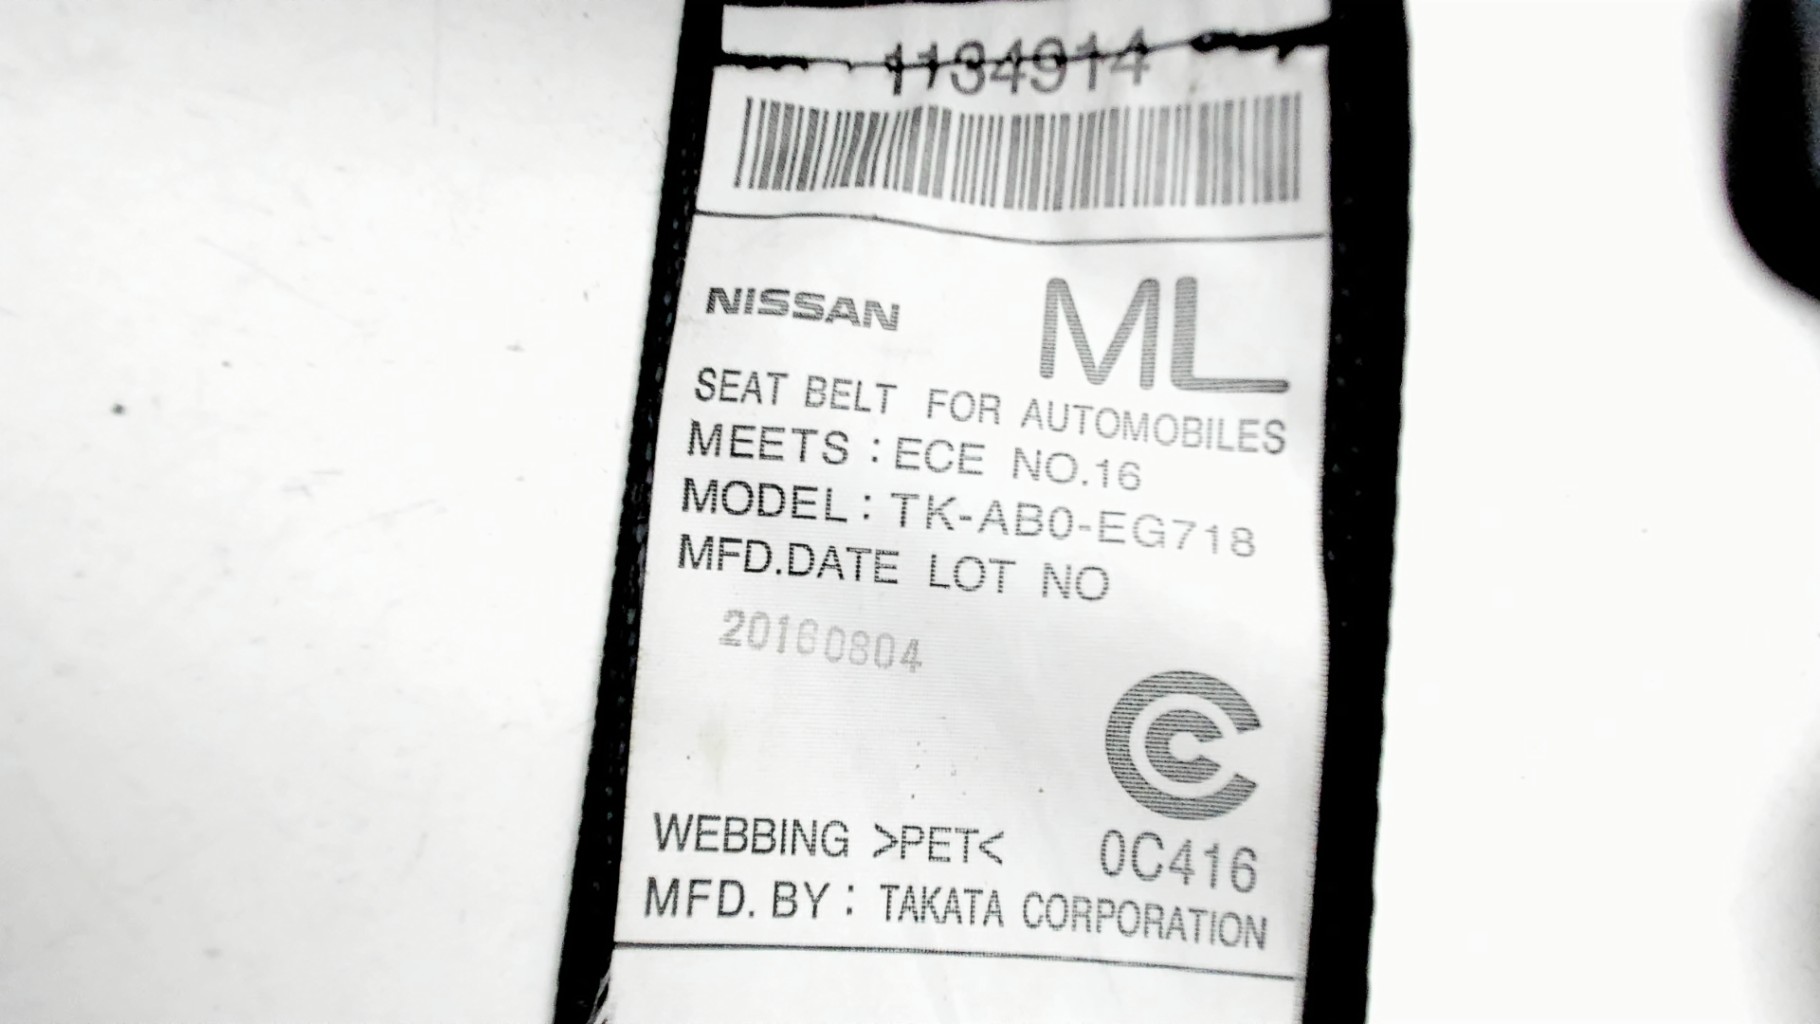 1134914
NISSAN ML
SEAT BELT FOR AUTOMOBILES
MEETS : ECE NO.16
MODEL : TK-AB0-EG718
MFD.DATE LOT NO
20160804
WEBBING >PET< 0C416
MFD. BY : TAKATA CORPORATION